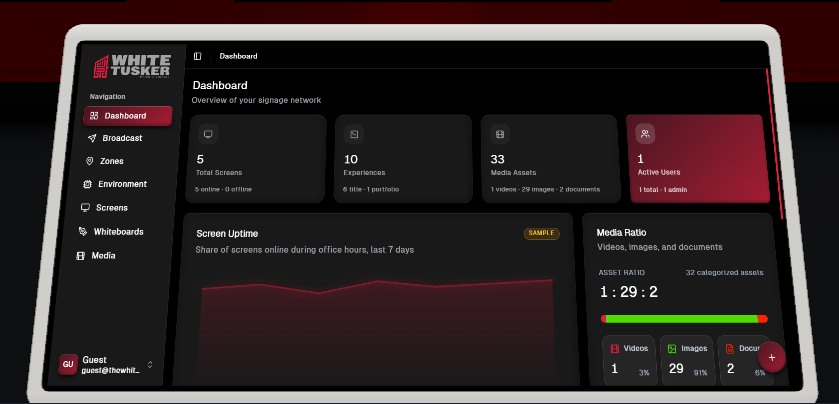 WHITE
TUSKER
Dashboard
Navigation
Dashboard
Broadcast
Zones
Environment
Screens
Whiteboards
Media
GU
Guest
guest@thewhit...
Dashboard
Overview of your signage network
5
Total Screens
5 online · 0 offline
10
Experiences
6 title · 1 portfolio
33
Media Assets
1 videos · 29 images · 2 documents
1
Active Users
1 total · 1 admin
Screen Uptime
SAMPLE
Share of screens online during office hours, last 7 days
Media Ratio
Videos, images, and documents
ASSET RATIO
32 categorized assets
1 : 29 : 2
Videos
1
3%
Images
29
91%
Docu
2
6%
+